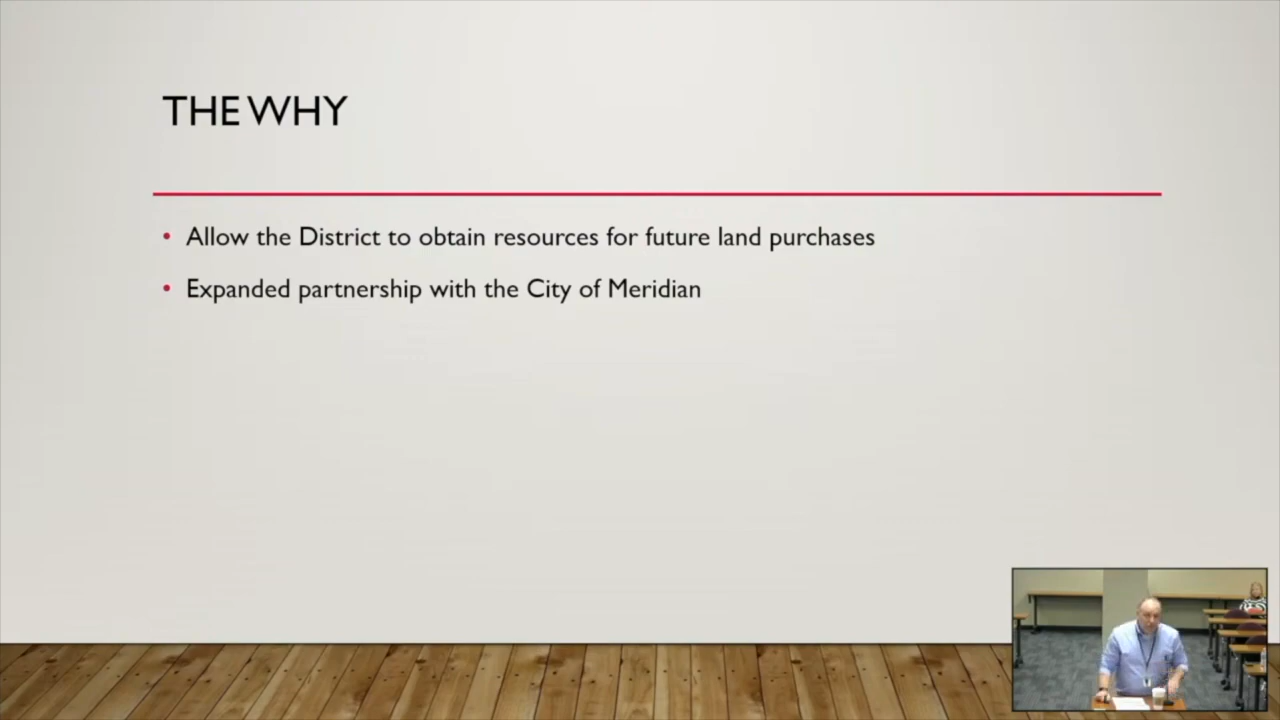 THE WHY
• Allow the District to obtain resources for future land purchases
• Expanded partnership with the City of Meridian